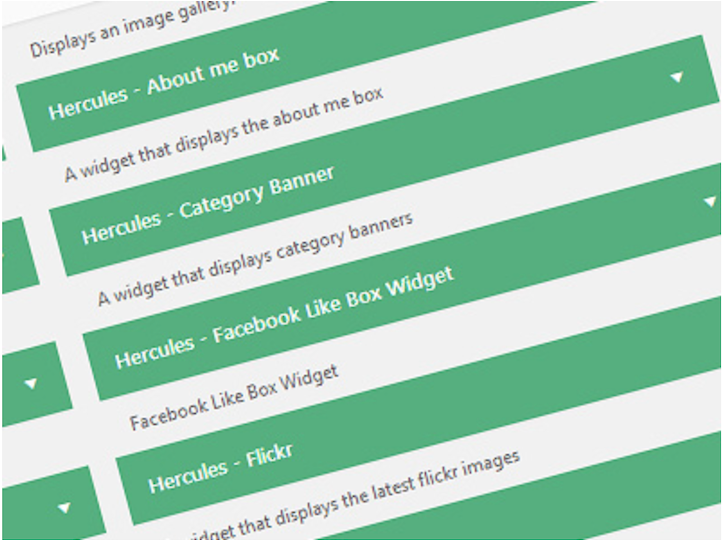 Displays an image gallery,
Hercules - About me box
A widget that displays the about me box
Hercules - Category Banner
A widget that displays category banners
Hercules - Facebook Like Box Widget
Facebook Like Box Widget
Hercules - Flickr
that displays the latest flickr images